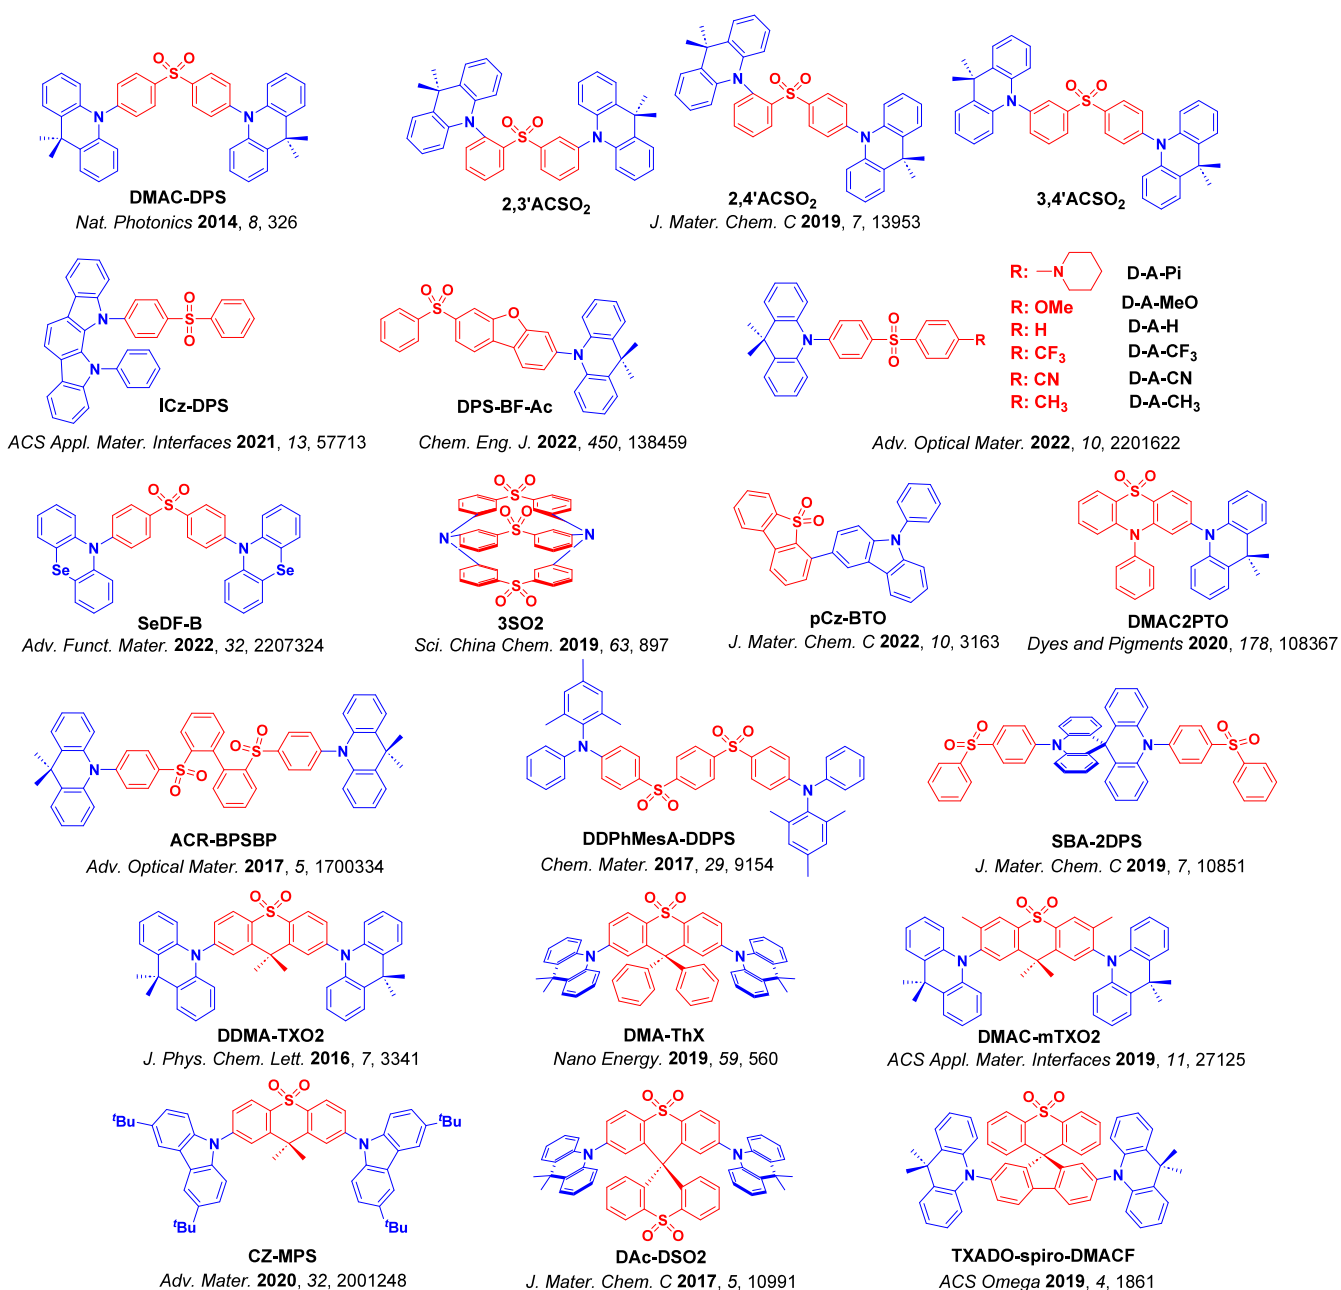 DMAC-DPS
Nat. Photonics 2014, 8, 326
2,3'ACSO2
2,4'ACSO2
3,4'ACSO2
J. Mater. Chem. C 2019, 7, 13953
ICz-DPS
ACS Appl. Mater. Interfaces 2021, 13, 57713
DPS-BF-Ac
Chem. Eng. J. 2022, 450, 138459
R: N D-A-Pi
R: OMe D-A-MeO
R: H D-A-H
R: CF3 D-A-CF3
R: CN D-A-CN
R: CH3 D-A-CH3
Adv. Optical Mater. 2022, 10, 2201622
SeDF-B
Adv. Funct. Mater. 2022, 32, 2207324
3SO2
Sci. China Chem. 2019, 63, 897
pCz-BTO
J. Mater. Chem. C 2022, 10, 3163
DMAC2PTO
Dyes and Pigments 2020, 178, 108367
ACR-BPSBP
Adv. Optical Mater. 2017, 5, 1700334
DDPhMesA-DDPS
Chem. Mater. 2017, 29, 9154
SBA-2DPS
J. Mater. Chem. C 2019, 7, 10851
DDMA-TXO2
J. Phys. Chem. Lett. 2016, 7, 3341
DMA-ThX
Nano Energy. 2019, 59, 560
DMAC-mTXO2
ACS Appl. Mater. Interfaces 2019, 11, 27125
CZ-MPS
Adv. Mater. 2020, 32, 2001248
DAc-DSO2
J. Mater. Chem. C 2017, 5, 10991
TXADO-spiro-DMACF
ACS Omega 2019, 4, 1861